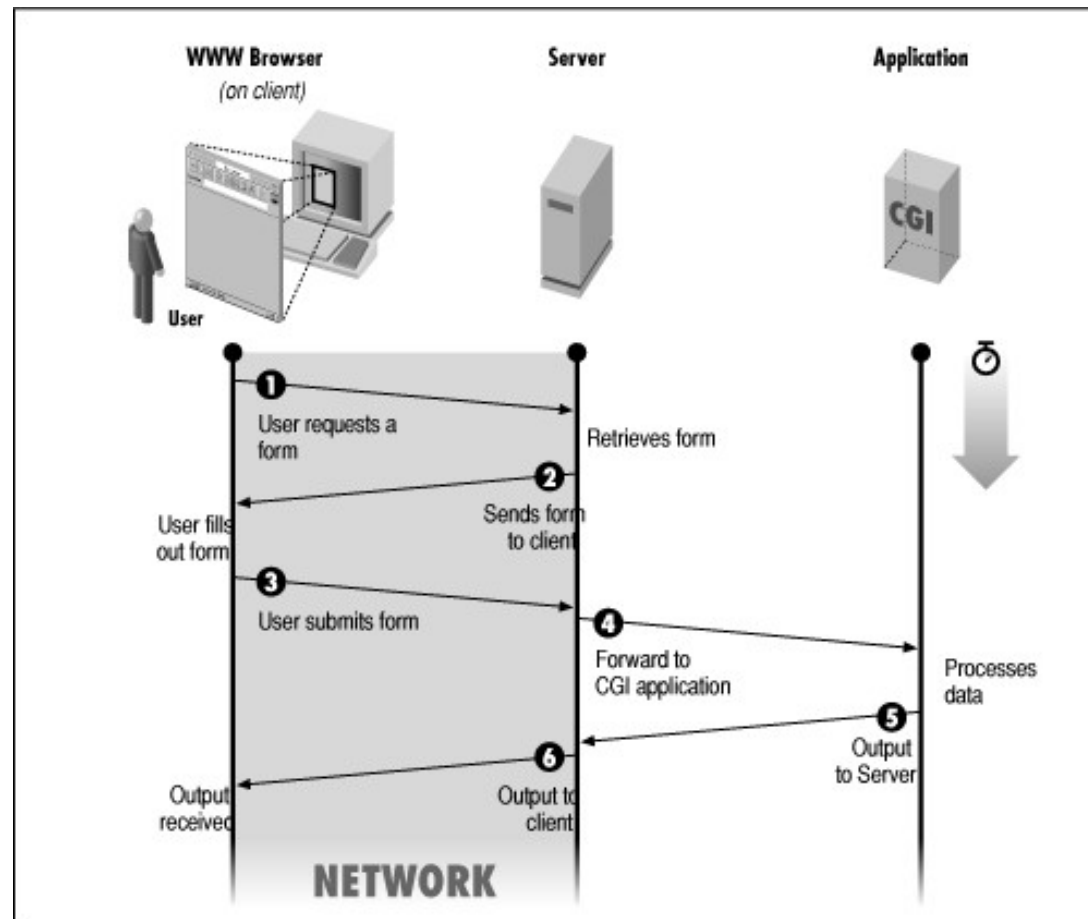 WWW Browser
(on client)
Server
Application
CGI
User
1
User requests a
form
Retrieves form
2
Sends form
to client
User fills
out form
3
User submits form
4
Forward to
CGI application
Processes
data
5
Output
to Server
6
Output to
client
Output
received
NETWORK